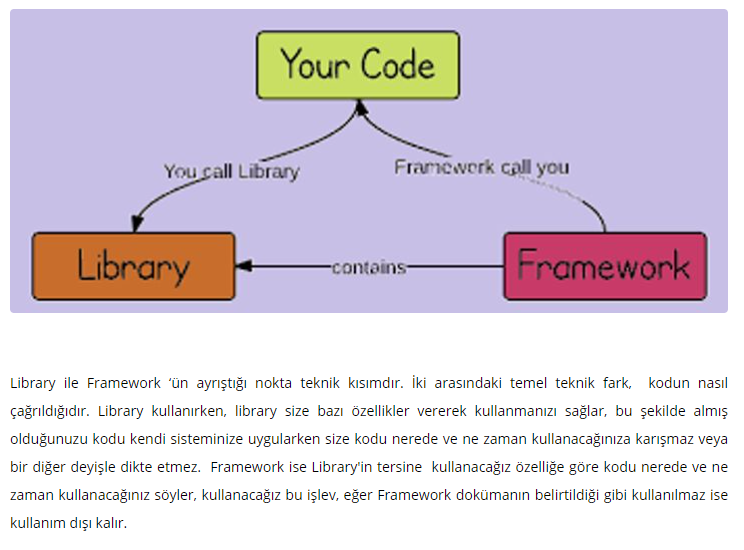 Your Code
You call Library
Framework call you
Library
contains
Framework
Library ile Framework ‘ün ayrıştığı nokta teknik kısımdır. İki arasındaki temel teknik fark, kodun nasıl
çağrıldığıdır. Library kullanırken, library size bazı özellikler vererek kullanmanızı sağlar, bu şekilde almış
olduğunuzu kodu kendi sisteminize uygularken size kodu nerede ve ne zaman kullanacağınıza karışmaz veya
bir diğer deyişle dikte etmez. Framework ise Library'in tersine kullanacağız özelliğe göre kodu nerede ve ne
zaman kullanacağınız söyler, kullanacağız bu işlev, eğer Framework dokümanın belirtildiği gibi kullanılmaz ise
kullanım dışı kalır.